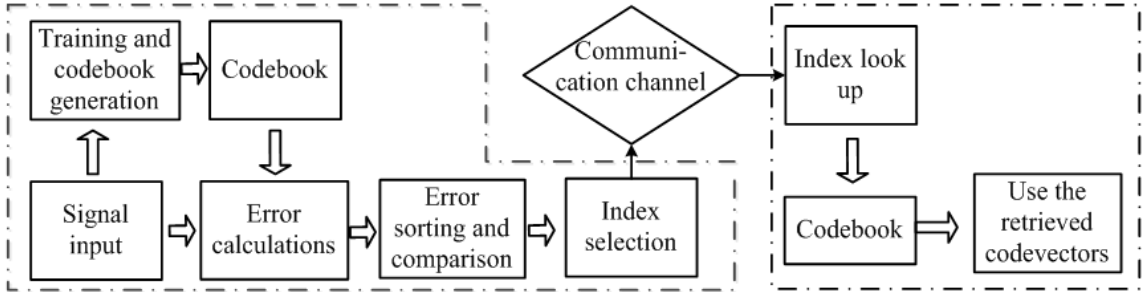 Training and
codebook
generation
Codebook
Communi-
cation channel
Index look
up
Signal
input
Error
calculations
Error
sorting and
comparison
Index
selection
Codebook
Use the
retrieved
codevectors